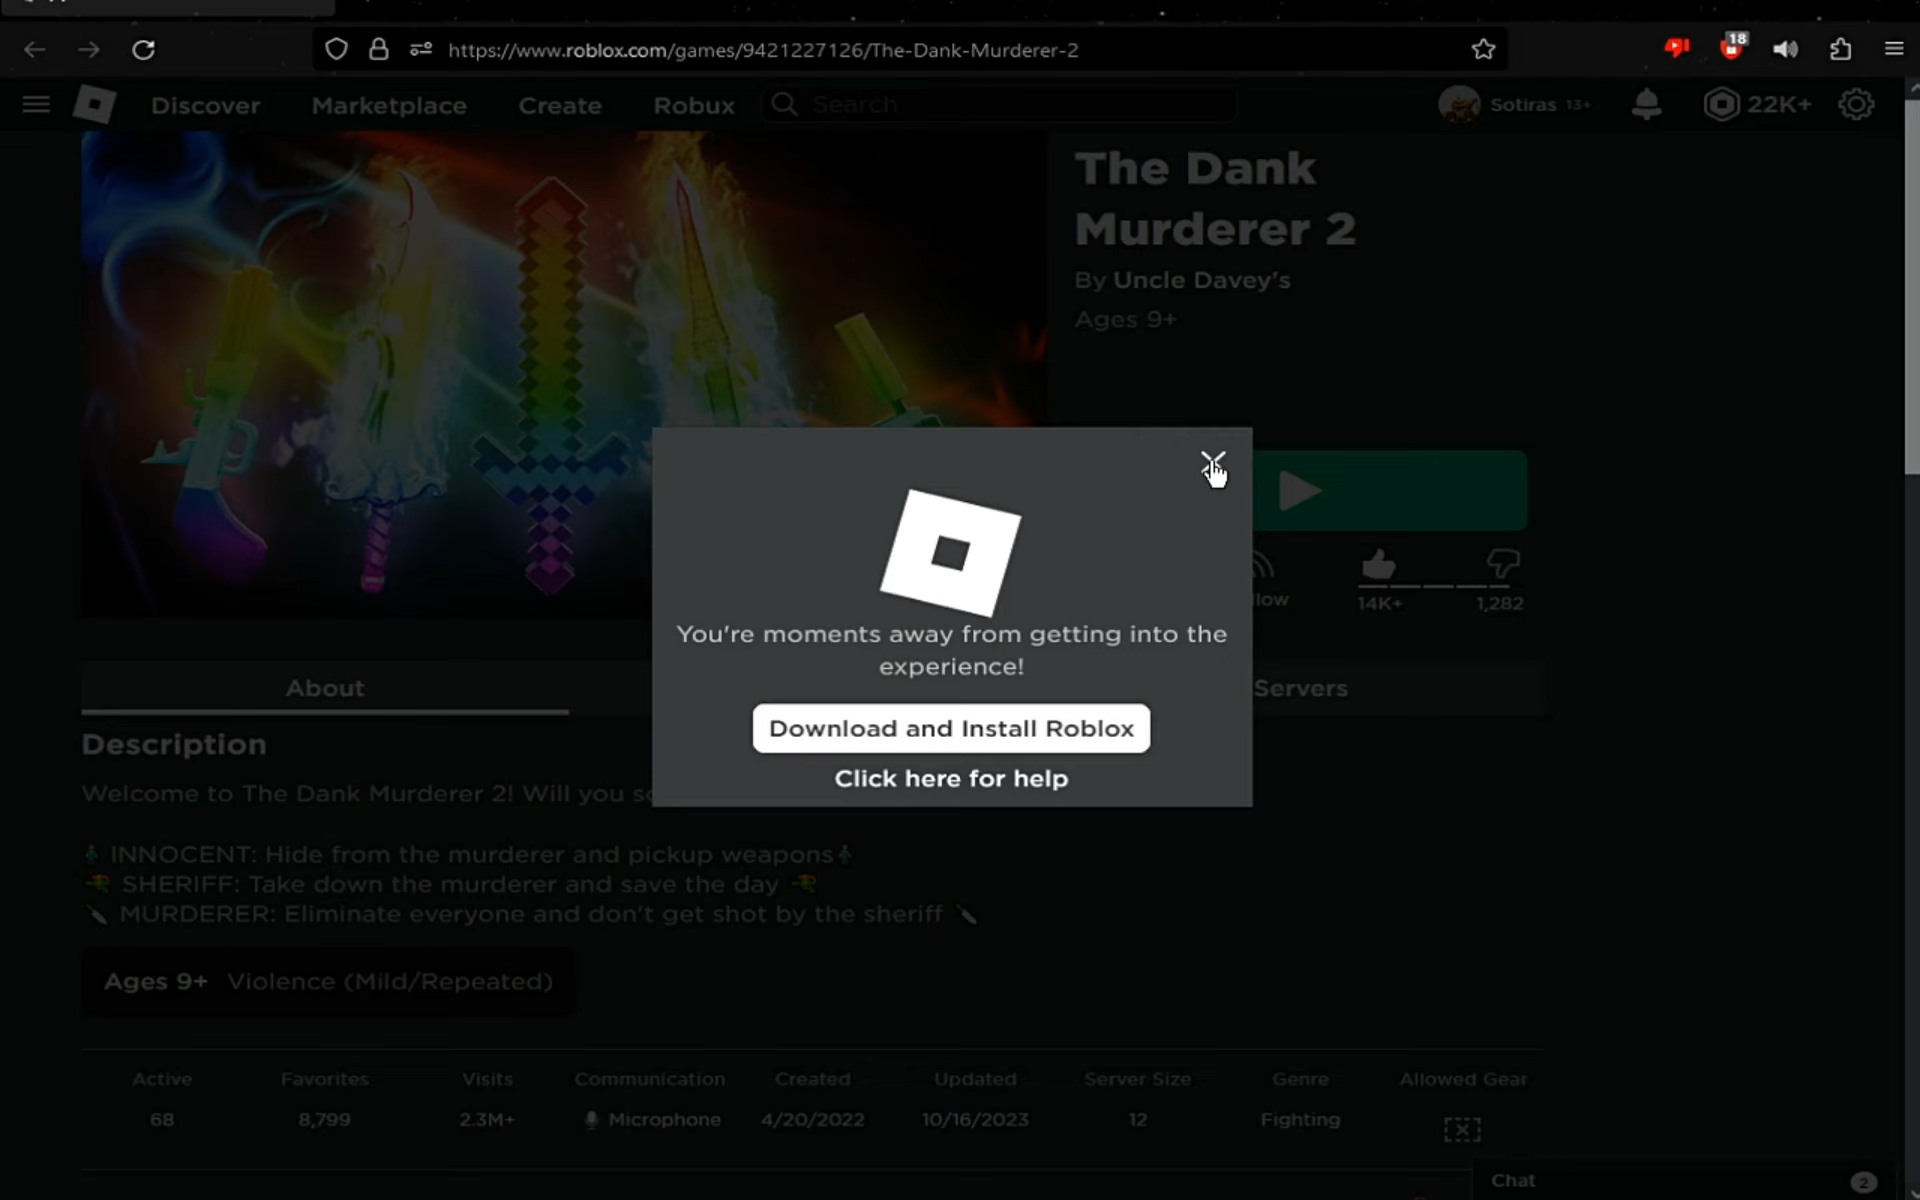 https://www.roblox.com/games/9421227126/The-Dank-Murderer-2
18
Discover Marketplace Create Robux Search Sotiras 13+ 22K+
The Dank
Murderer 2
By Uncle Davey's
Ages 9+
You're moments away from getting into the
experience!
Download and Install Roblox
Click here for help
14K+ 1,282
About Servers
Description
Welcome to The Dank Murderer 2! Will you
INNOCENT: Hide from the murderer and pickup weapons
SHERIFF: Take down the murderer and save the day
MURDERER: Eliminate everyone and don't get shot by the sheriff
Ages 9+ Violence (Mild/Repeated)
Active Favorites Visits Communication Created Updated Server Size Genre Allowed Gear
68 8,799 2.3M+ Microphone 4/20/2022 10/16/2023 12 Fighting
Chat 2